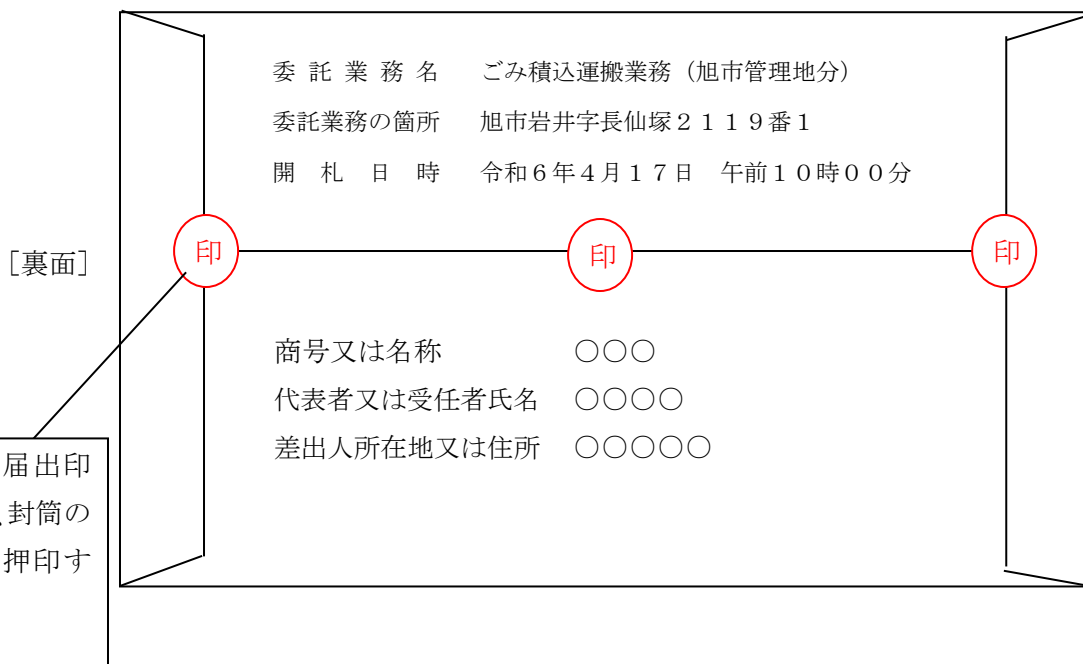 委託業務名 ごみ積込運搬業務（旭市管理地分）
委託業務の箇所 旭市岩井字長仙塚２１１９番１
開札日時 令和６年４月１７日 午前１０時００分
印 印 印
［裏面］
商号又は名称 ○○○
代表者又は受任者氏名 ○○○○
差出人所在地又は住所 ○○○○○
届出印
封筒の
押印す